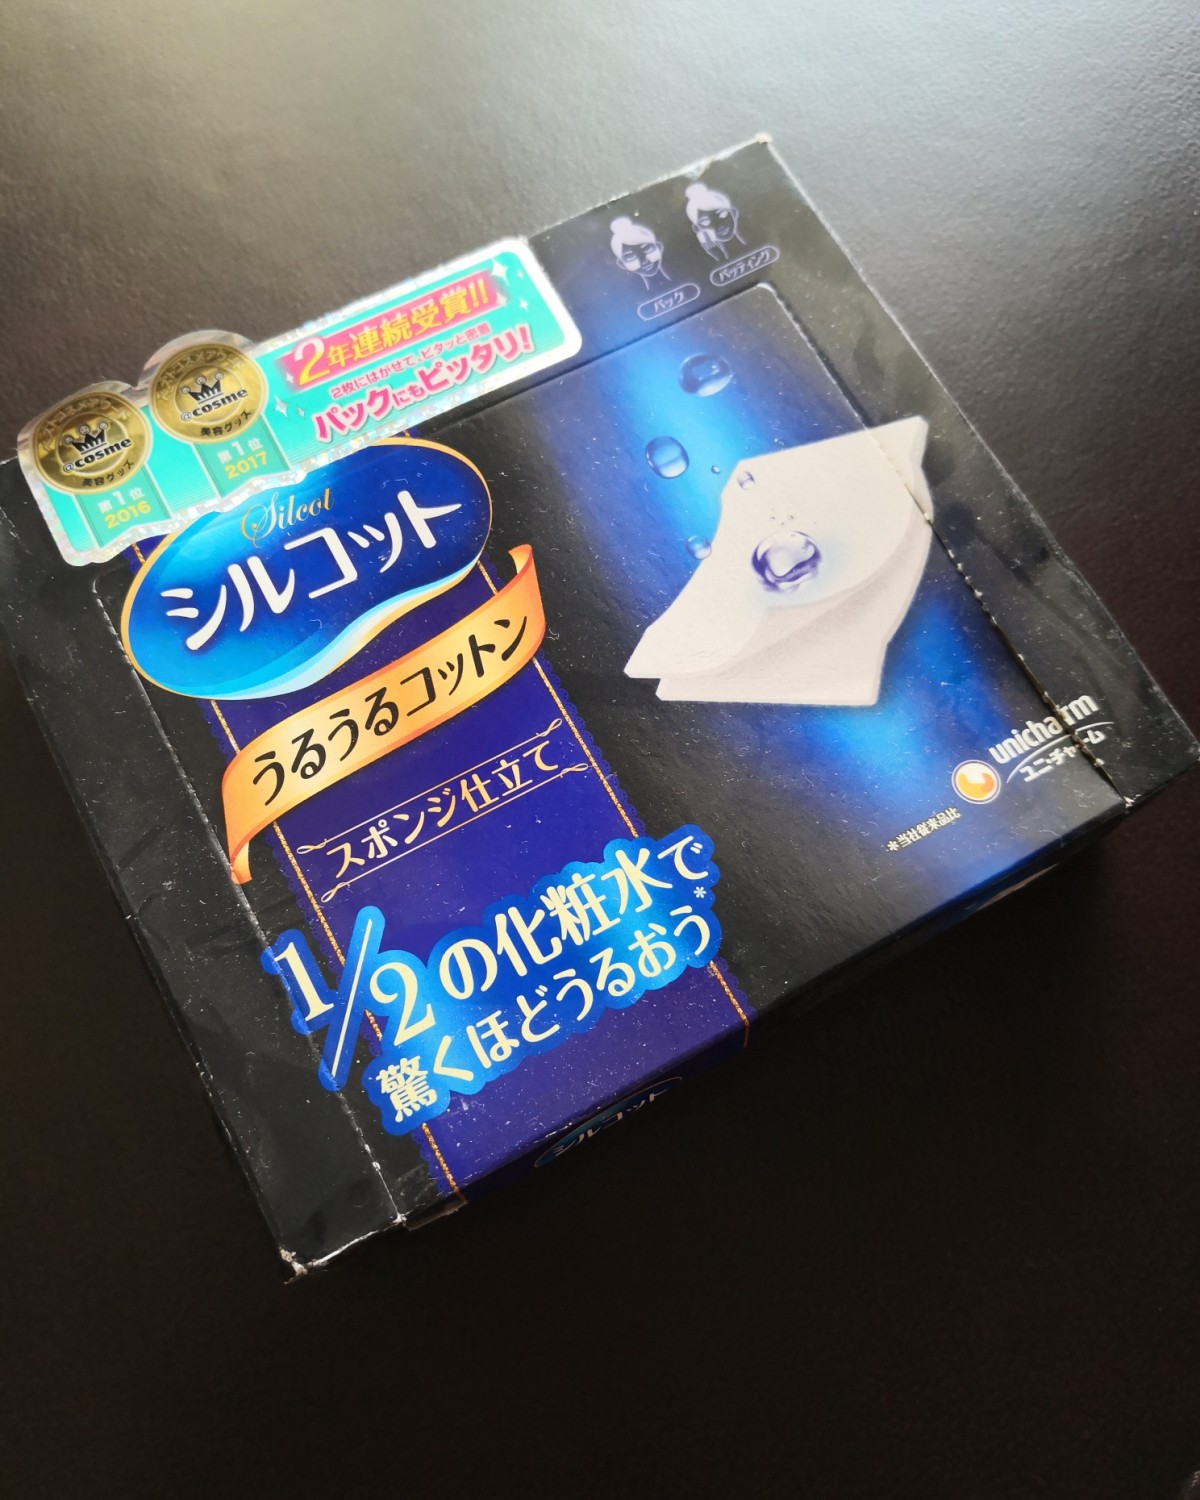 2年連続受賞!!
2枚にはがせて、ピタッと密着
パックにもピッタリ!
@cosme
美容グッズ
第1位
2016
@cosme
美容グッズ
第1位
2017
パック
パッティング
Silcot
シルコット
うるうるコットン
スポンジ仕立て
1/2の化粧水で
驚くほどうるおう*
unicharm
ユニ・チャーム
*当社従来品比
シルコット